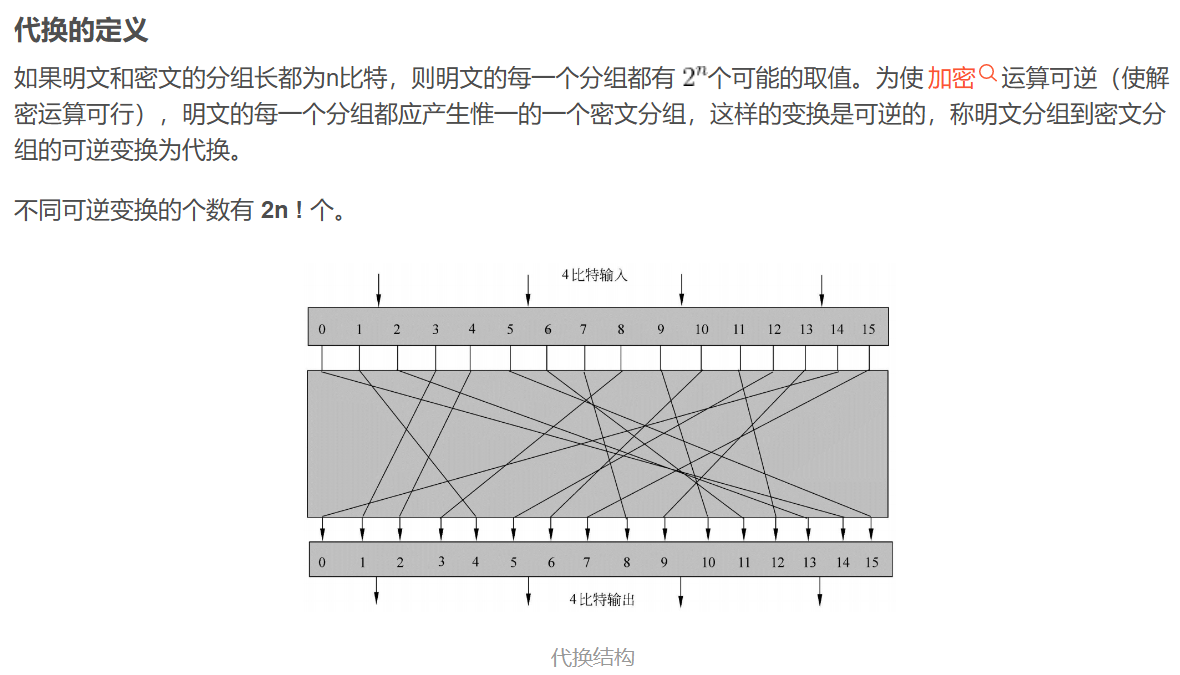 代换的定义
如果明文和密文的分组长都为n比特，则明文的每一个分组都有 2ⁿ个可能的取值。为使加密运算可逆（使解
密运算可行），明文的每一个分组都应产生惟一的一个密文分组，这样的变换是可逆的，称明文分组到密文分
组的可逆变换为代换。
不同可逆变换的个数有 2n ! 个。
4比特输入
0 1 2 3 4 5 6 7 8 9 10 11 12 13 14 15
0 1 2 3 4 5 6 7 8 9 10 11 12 13 14 15
4比特输出
代换结构